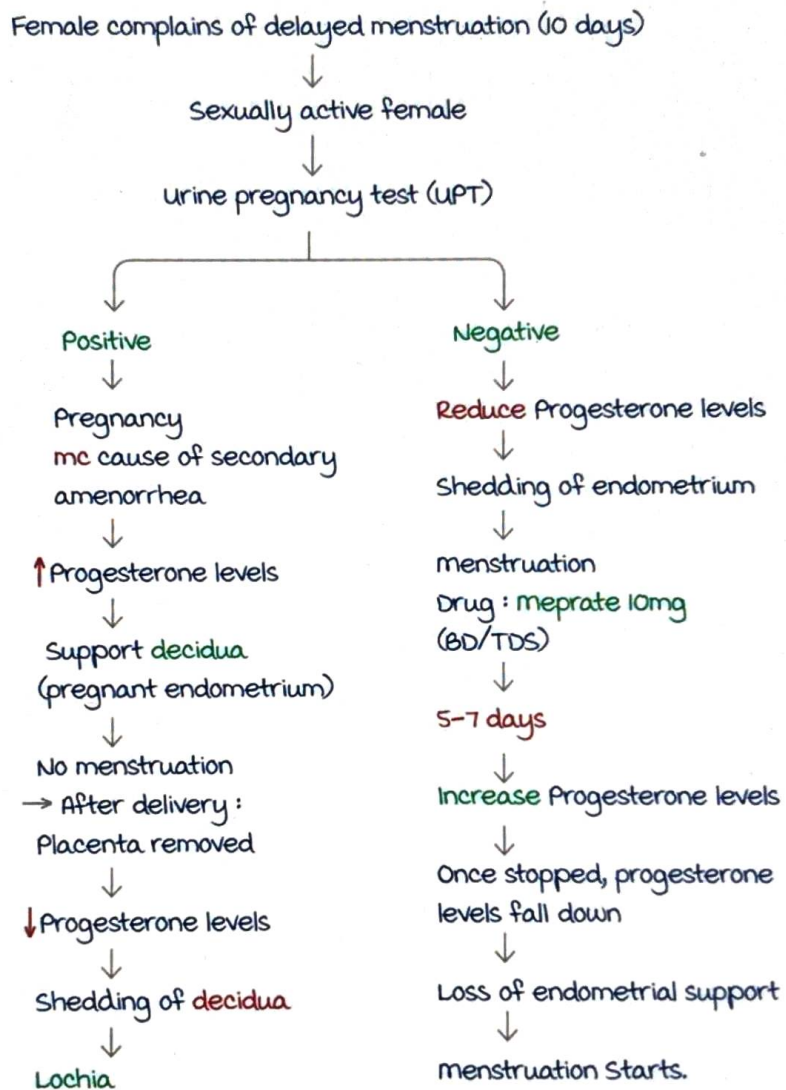 Female complains of delayed menstruation (10 days)
Sexually active female
Urine pregnancy test (UPT)
Positive
Pregnancy
mc cause of secondary
amenorrhea
↑Progesterone levels
Support decidua
(pregnant endometrium)
No menstruation
→ After delivery :
Placenta removed
↓Progesterone levels
Shedding of decidua
Lochia
Negative
Reduce Progesterone levels
Shedding of endometrium
menstruation
Drug : meprate 10mg
(BD/TDS)
5-7 days
Increase Progesterone levels
Once stopped, progesterone
levels fall down
Loss of endometrial support
menstruation Starts.